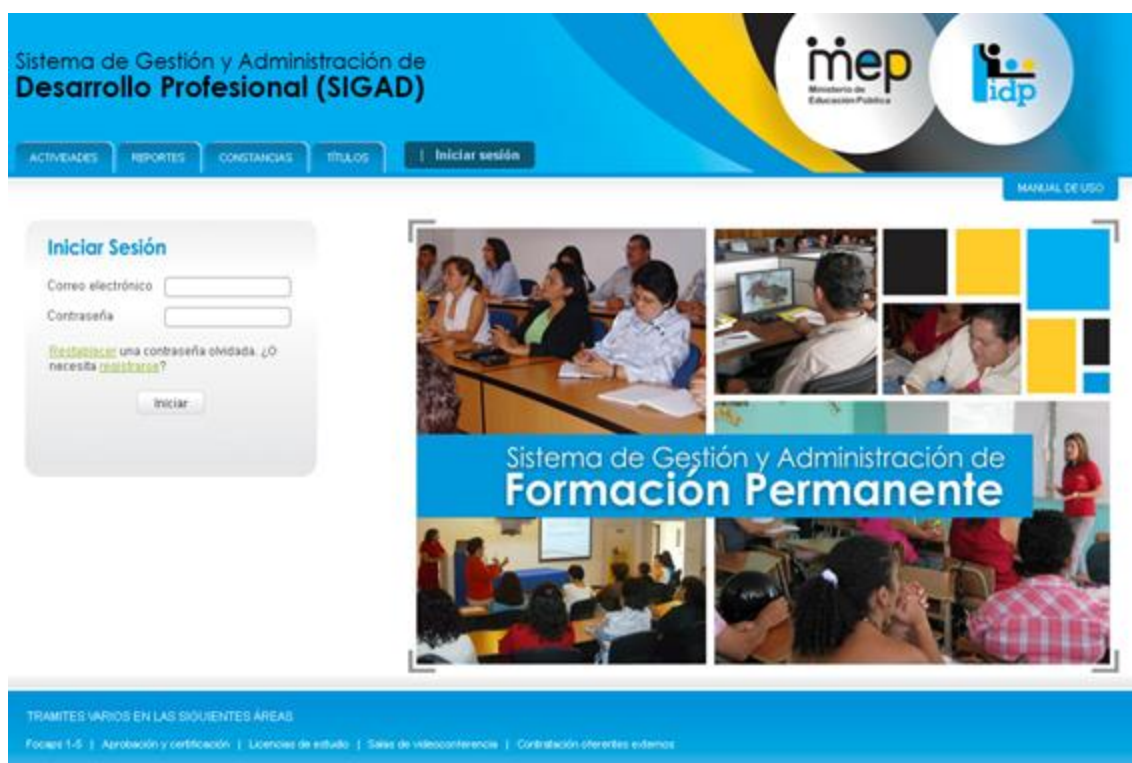 Sistema de Gestión y Administración de
Desarrollo Profesional (SIGAD)
mep
Ministerio de
Educación Pública
idp
ACTIVIDADES
REPORTES
CONSTANCIAS
TÍTULOS
| Iniciar sesión
MANUAL DE USO
Iniciar Sesión
Correo electrónico
Contraseña
Restablecer una contraseña olvidada. ¿O
necesita registrarse?
Iniciar
Sistema de Gestión y Administración de
Formación Permanente
TRAMITES VARIOS EN LAS SIGUIENTES ÁREAS
Focaps 1-5 | Aprobación y certificación | Licencias de estudio | Salas de videoconferencia | Contratación oferentes externos